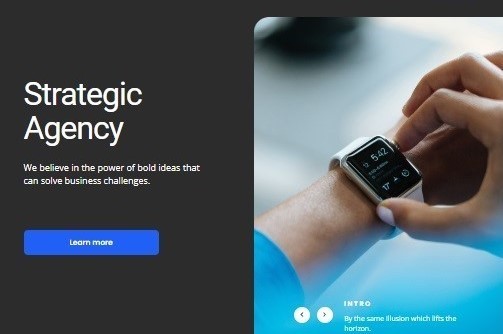 Strategic
Agency
We believe in the power of bold ideas that
can solve business challenges.
Learn more
5:42
INTRO
By the same illusion which lifts the
horizon.